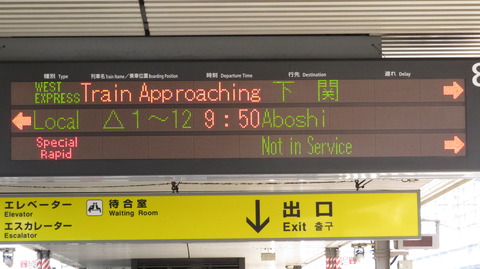 種別 Type 列車名 Train Name／乗車位置 Boarding Position 時刻 Departure Time 行先 Destination 遅れ Delay
WEST EXPRESS Train Approaching 下関 → 8
← Local △1～12 9:50 Aboshi
Special Rapid Not in Service →
エレベーター 待合室 ↓ 出口
Elevator Waiting Room Exit 출구
エスカレーター
Escalator